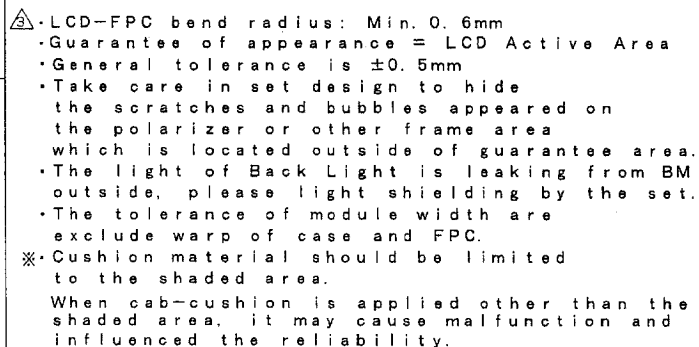 3・LCD-FPC bend radius: Min. 0. 6mm
・Guarantee of appearance = LCD Active Area
・General tolerance is ±0. 5mm
・Take care in set design to hide
the scratches and bubbles appeared on
the polarizer or other frame area
which is located outside of guarantee area.
・The light of Back Light is leaking from BM
outside, please light shielding by the set.
・The tolerance of module width are
exclude warp of case and FPC.
※・Cushion material should be limited
to the shaded area.
When cab-cushion is applied other than the
shaded area, it may cause malfunction and
influenced the reliability.